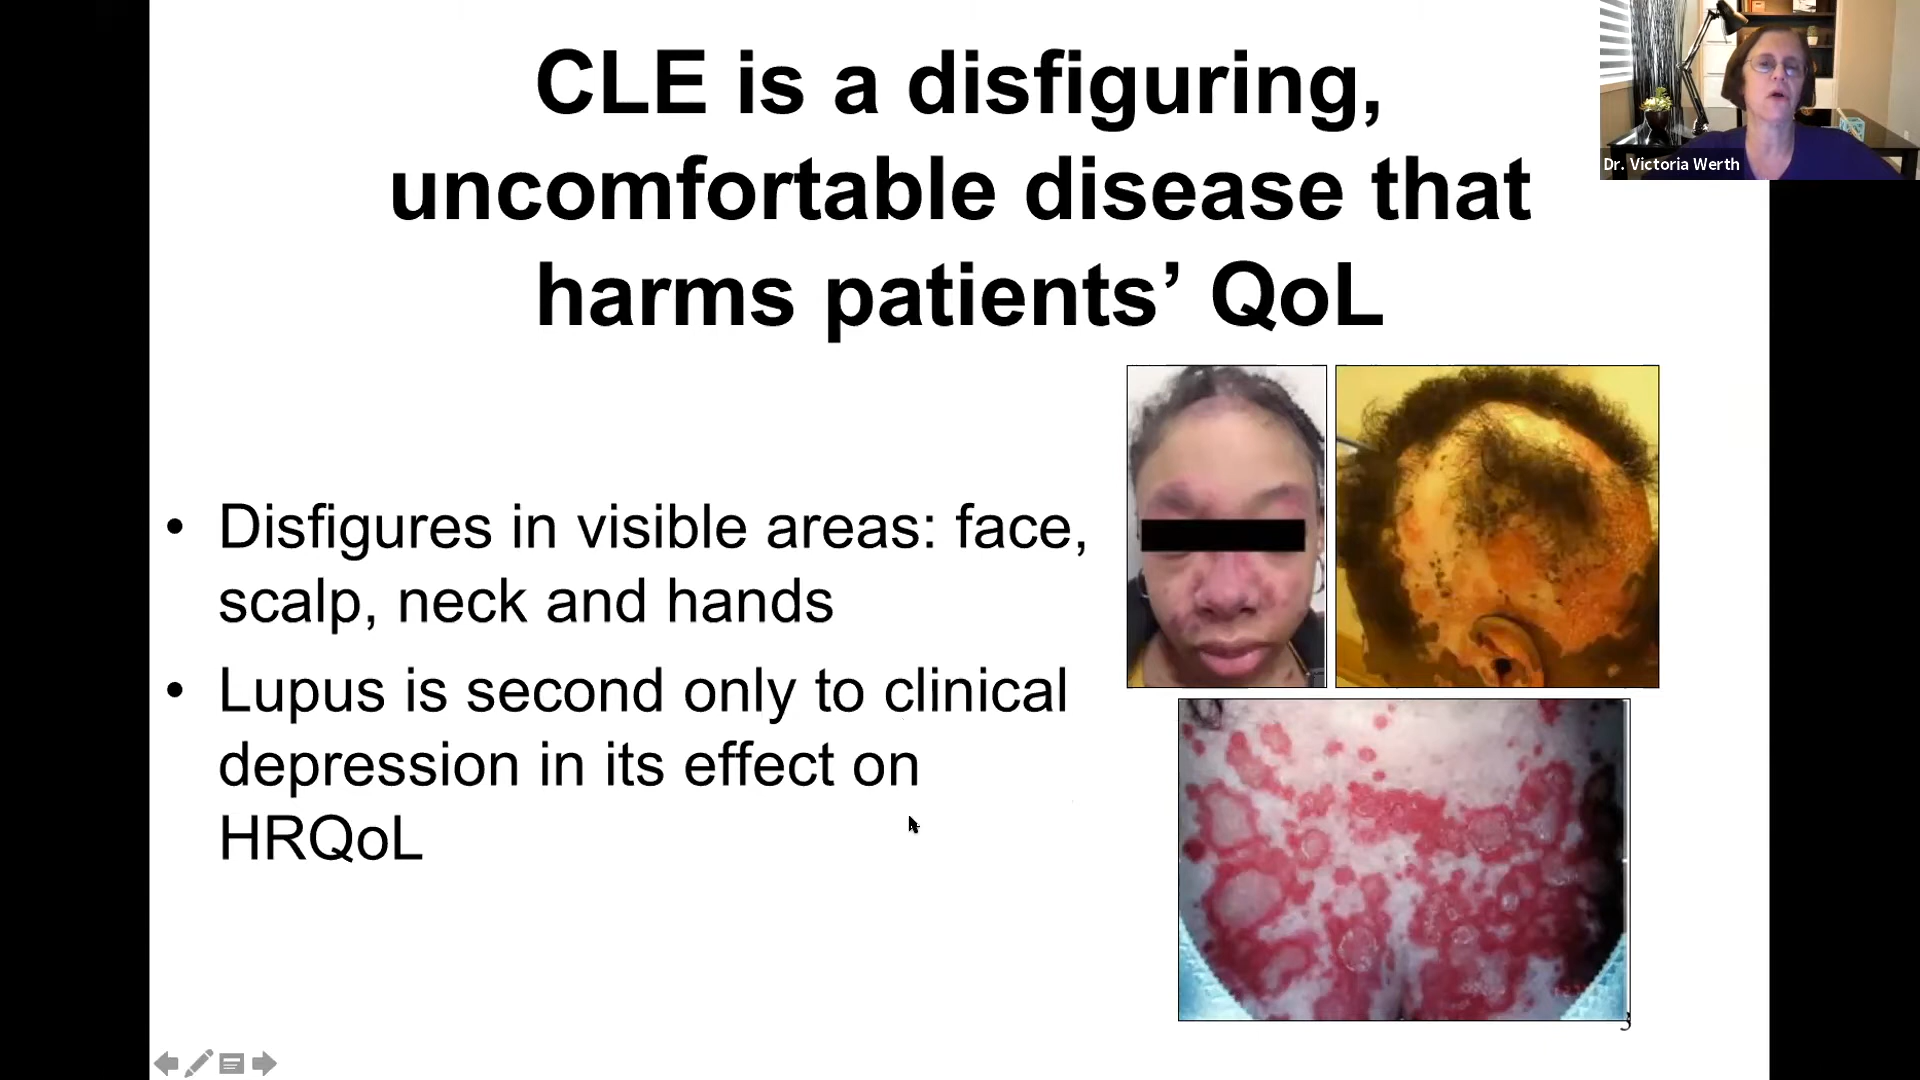 CLE is a disfiguring,
uncomfortable disease that
harms patients’ QoL
Dr. Victoria Werth
• Disfigures in visible areas: face,
scalp, neck and hands
• Lupus is second only to clinical
depression in its effect on
HRQoL
3